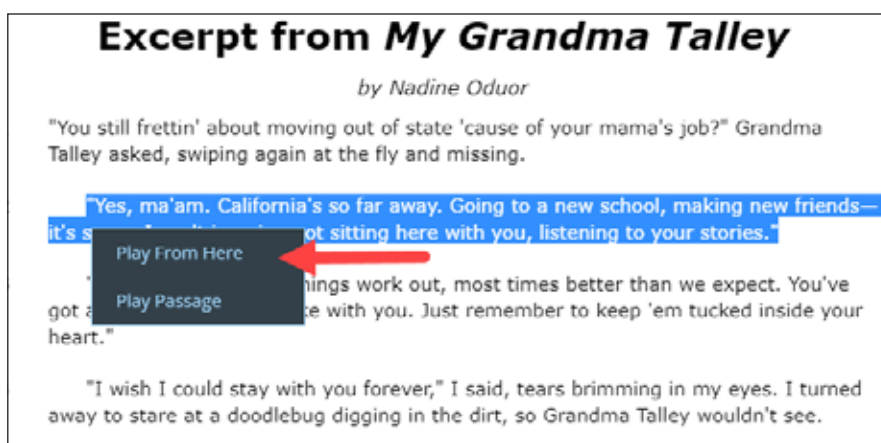 Excerpt from My Grandma Talley
by Nadine Oduor
"You still frettin' about moving out of state 'cause of your mama's job?" Grandma
Talley asked, swiping again at the fly and missing.
"Yes, ma'am. California's so far away. Going to a new school, making new friends—
it's sitting here with you, listening to your stories."
Play From Here
things work out, most times better than we expect. You've
Play Passage
got with you. Just remember to keep 'em tucked inside your
heart."
"I wish I could stay with you forever," I said, tears brimming in my eyes. I turned
away to stare at a doodlebug digging in the dirt, so Grandma Talley wouldn't see.